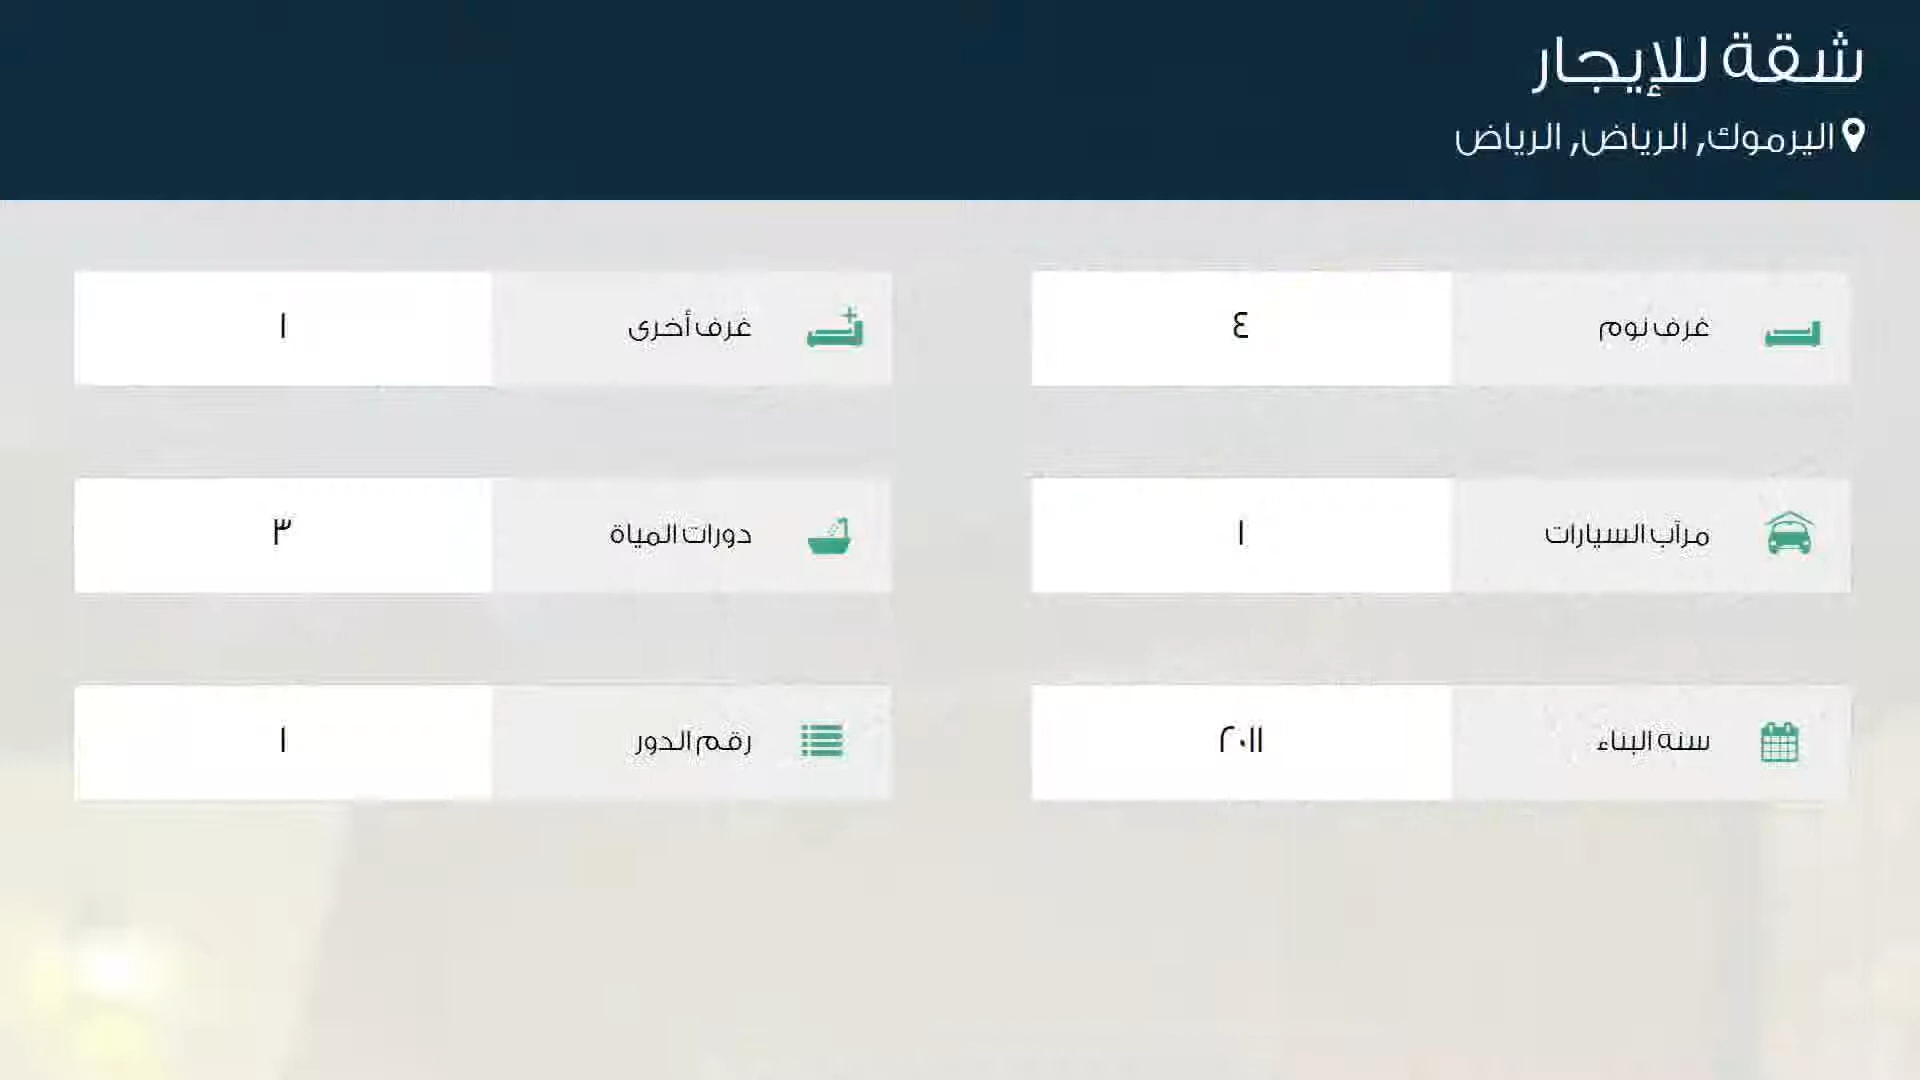 شقة للإيجار
اليرموك, الرياض, الرياض
غرف نوم ٤
غرف أخرى ١
مرآب السيارات ١
دورات المياة ٣
سنه البناء ٢٠١١
رقم الدور ١